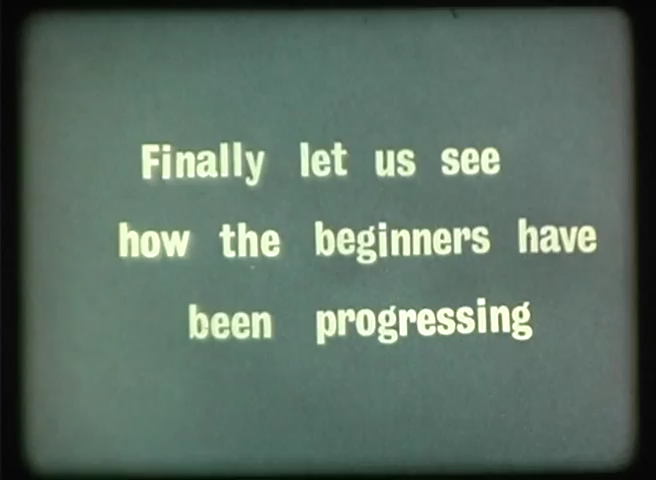 Finally let us see
how the beginners have
been progressing